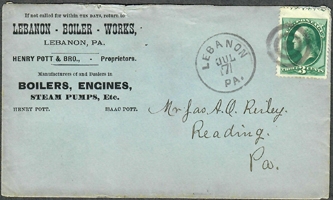 If not called for within TEN DAYS, return to
LEBANON - BOILER - WORKS,
LEBANON, PA.
HENRY POTT & BRO., - Proprietors.
Manufacturers of and Dealers in
BOILERS, ENGINES,
STEAM PUMPS, Etc.
HENRY POTT. ISAAC POTT.
LEBANON
JUL
17
PA.
Mr Jas. A. O.
Reading.
Pa.